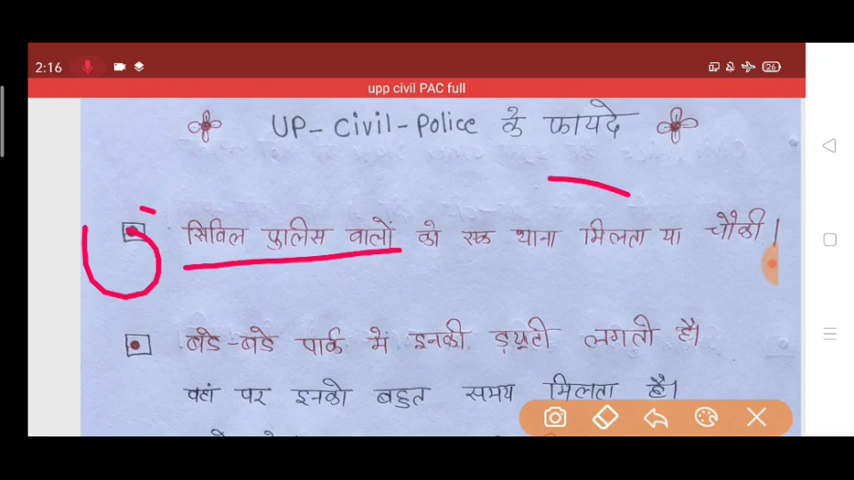 2:16
26
upp civil PAC full
UP-Civil-Police के फायदे
सिविल पुलिस वालों को एक थाना मिलता या चौकी।
बडे-बडे पार्क में इनकी ड्यूटी लगती है।
वहां पर इनको बहुत समय मिलता है।